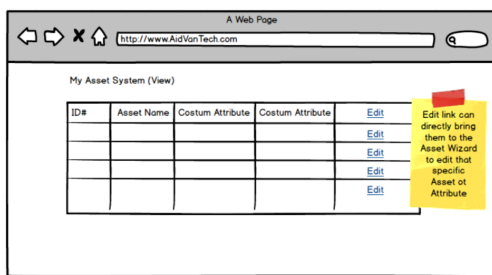 A Web Page
http://www.AidVanTech.com
My Asset System (View)
ID# Asset Name Costum Attribute Costum Attribute Edit
Edit
Edit
Edit
Edit
Edit link can
directly bring
them to the
Asset Wizard
to edit that
specific
Asset ot
Attribute